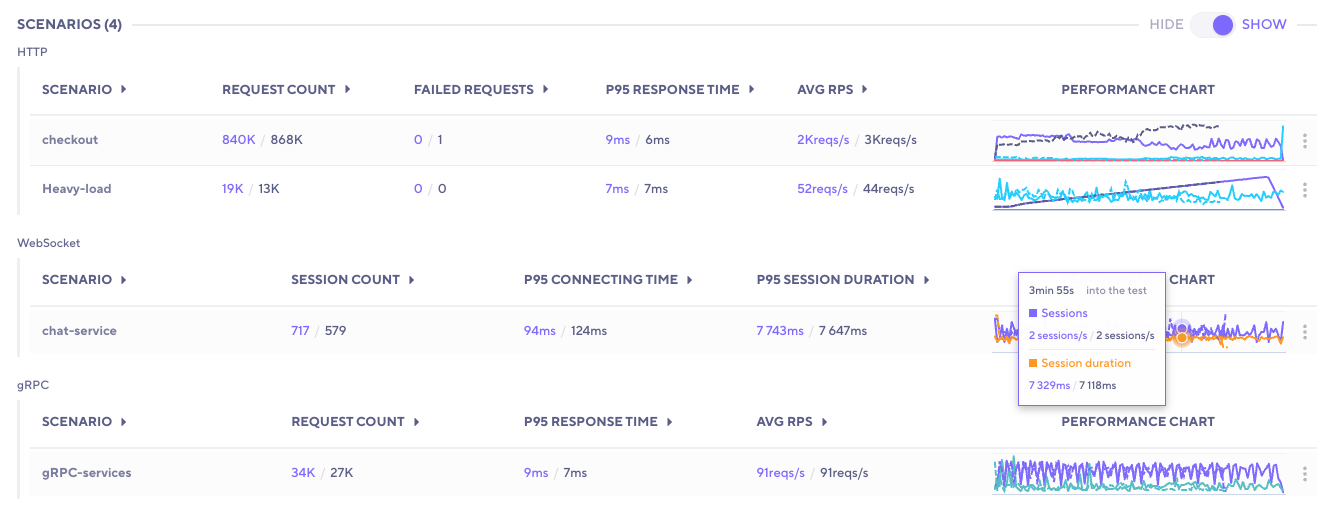 SCENARIOS (4) HIDE SHOW
HTTP
SCENARIO REQUEST COUNT FAILED REQUESTS P95 RESPONSE TIME AVG RPS PERFORMANCE CHART
checkout 840K / 868K 0 / 1 9ms / 6ms 2Kreqs/s / 3Kreqs/s
Heavy-load 19K / 13K 0 / 0 7ms / 7ms 52reqs/s / 44reqs/s
WebSocket
SCENARIO SESSION COUNT P95 CONNECTING TIME P95 SESSION DURATION CHART
chat-service 717 / 579 94ms / 124ms 7 743ms / 7 647ms
3min 55s into the test
Sessions
2 sessions/s / 2 sessions/s
Session duration
7 329ms / 7 118ms
gRPC
SCENARIO REQUEST COUNT P95 RESPONSE TIME AVG RPS PERFORMANCE CHART
gRPC-services 34K / 27K 9ms / 7ms 91reqs/s / 91reqs/s